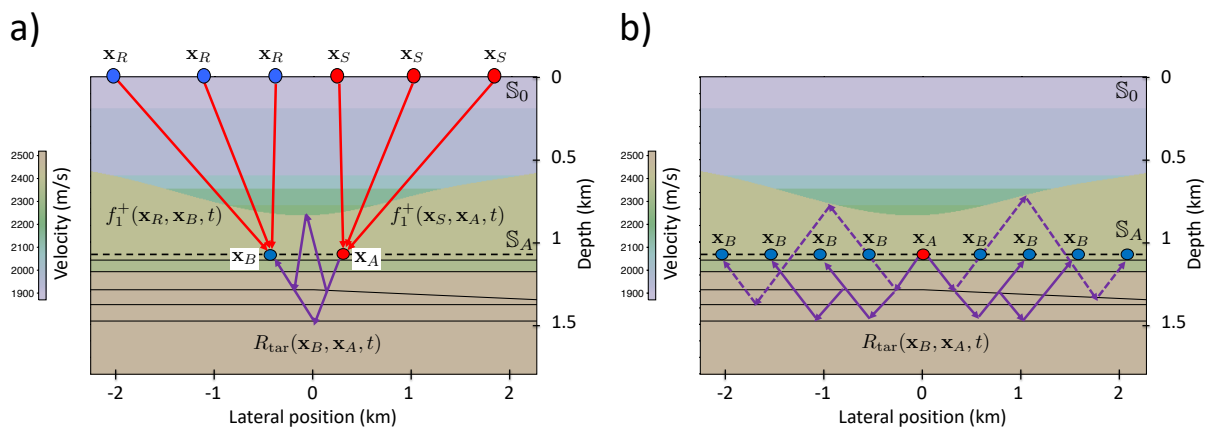 a)
x_R x_R x_R x_S x_S x_S
𝕊_0
0
0.5
1
1.5
Depth (km)
2500
2400
2300
2200
2100
2000
1900
Velocity (m/s)
f_1^+(x_R, x_B, t)
f_1^+(x_S, x_A, t)
𝕊_A
x_B
x_A
R_tar(x_B, x_A, t)
-2 -1 0 1 2
Lateral position (km)
b)
𝕊_0
0
0.5
1
1.5
Depth (km)
2500
2400
2300
2200
2100
2000
1900
Velocity (m/s)
𝕊_A
x_B x_B x_B x_B x_A x_B x_B x_B
R_tar(x_B, x_A, t)
-2 -1 0 1 2
Lateral position (km)